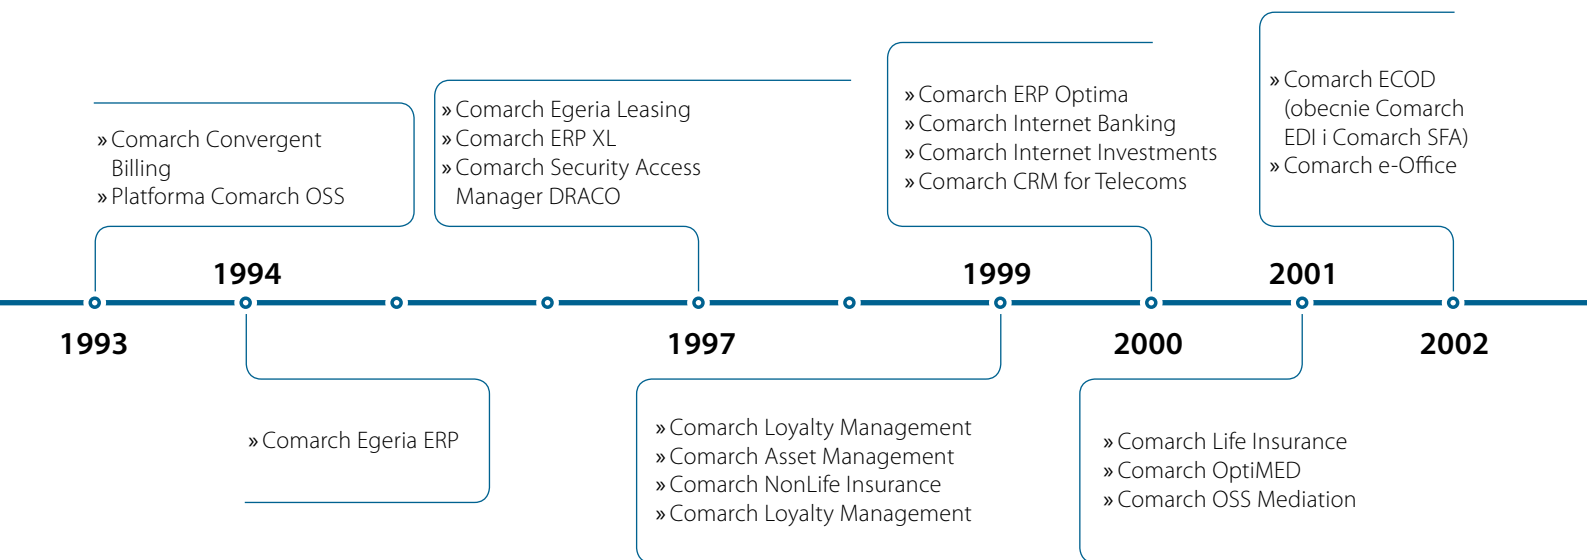 » Comarch Convergent
Billing
» Platforma Comarch OSS
» Comarch Egeria Leasing
» Comarch ERP XL
» Comarch Security Access
Manager DRACO
» Comarch ERP Optima
» Comarch Internet Banking
» Comarch Internet Investments
» Comarch CRM for Telecoms
» Comarch ECOD
(obecnie Comarch
EDI i Comarch SFA)
» Comarch e-Office
1994
1999
2001
1993
1997
2000
2002
» Comarch Egeria ERP
» Comarch Loyalty Management
» Comarch Asset Management
» Comarch NonLife Insurance
» Comarch Loyalty Management
» Comarch Life Insurance
» Comarch OptiMED
» Comarch OSS Mediation